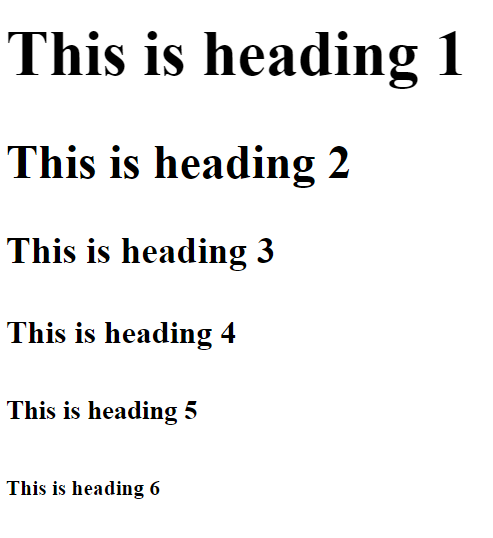 This is heading 1
This is heading 2
This is heading 3
This is heading 4
This is heading 5
This is heading 6